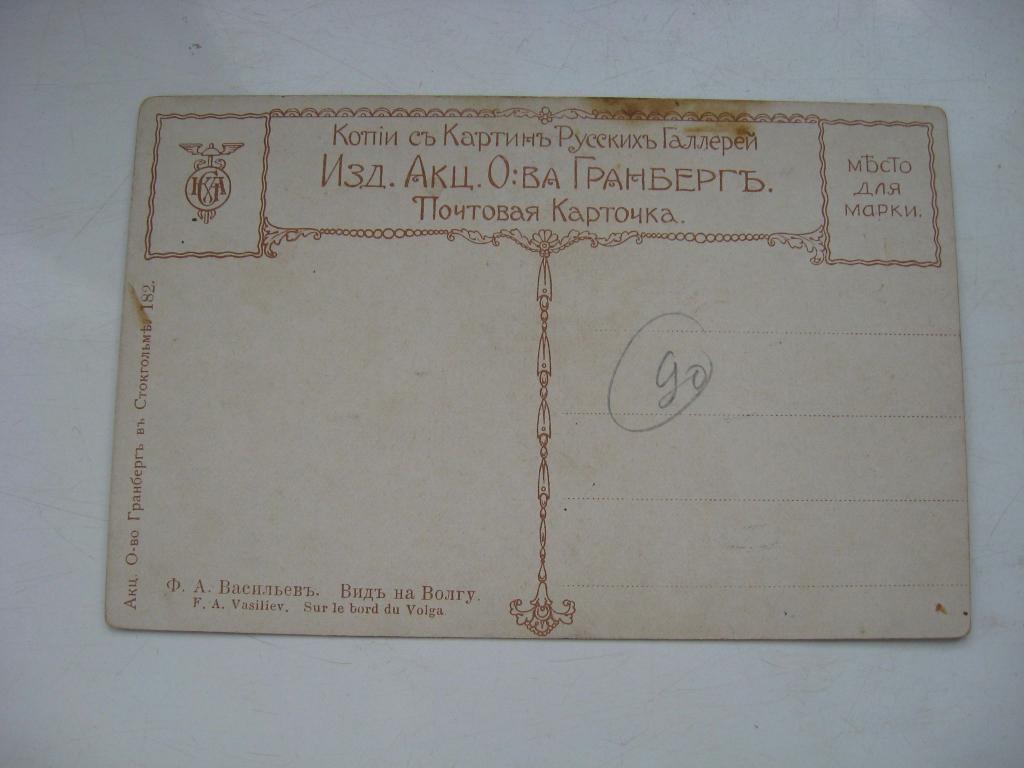 Копіи съ Картинъ Русскихъ Галлерей
Изд. Акц. О:ва Гранбергъ.
Почтовая Карточка.
мѣсто
для
марки.
Акц. О-во Гранбергъ въ Стокгольмѣ. 182.
90
Ф. А. Васильевъ. Видъ на Волгу.
F. A. Vasiliev. Sur le bord du Volga